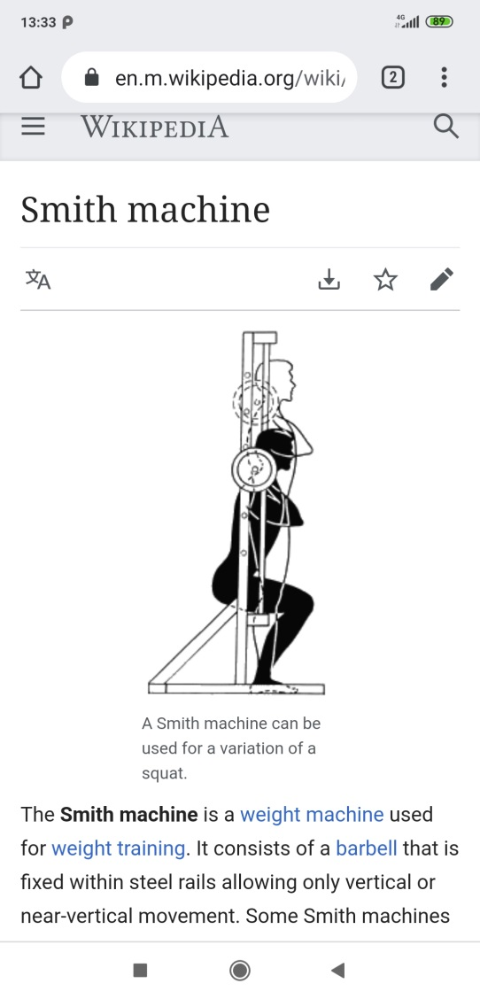 13:33
4G
89
en.m.wikipedia.org/wiki/
2
WIKIPEDIA
Smith machine
文A
A Smith machine can be
used for a variation of a
squat.
The Smith machine is a weight machine used
for weight training. It consists of a barbell that is
fixed within steel rails allowing only vertical or
near-vertical movement. Some Smith machines